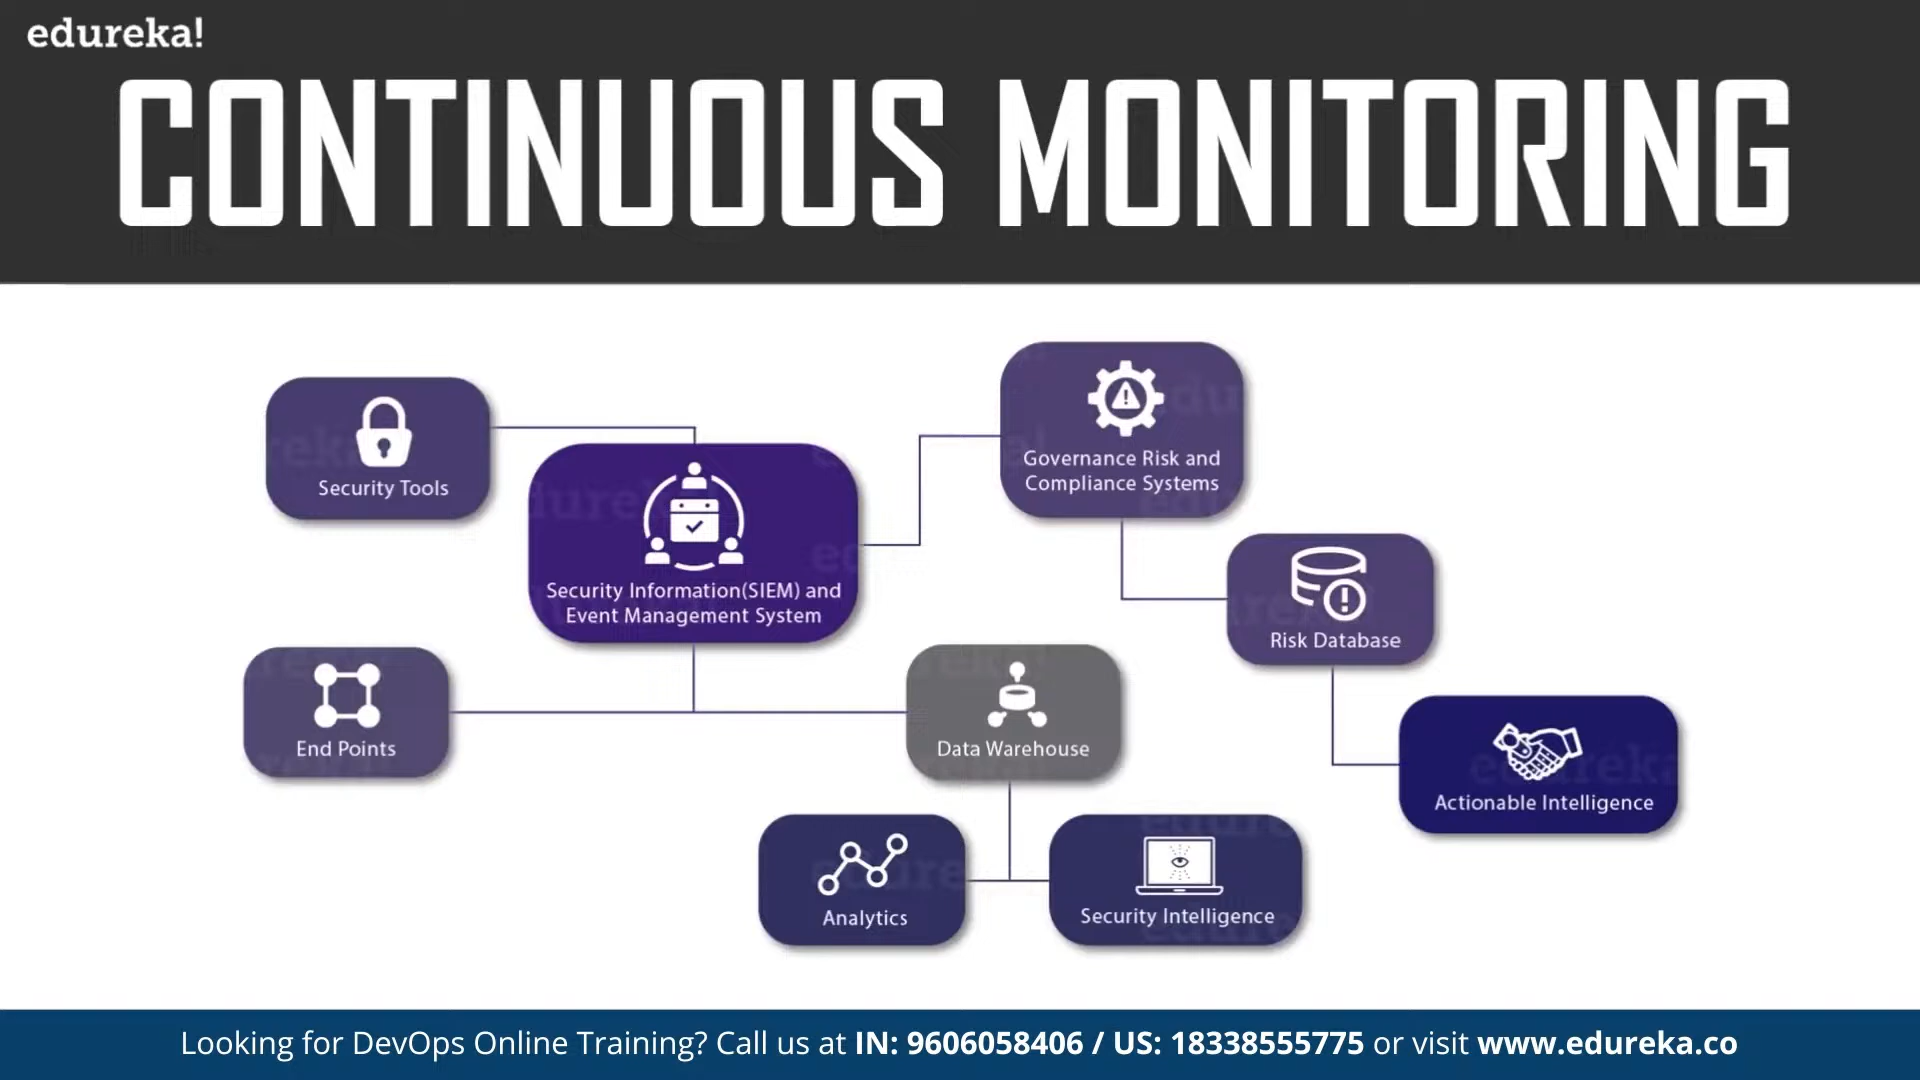 edureka!
CONTINUOUS MONITORING
Security Tools
Security Information(SIEM) and
Event Management System
Governance Risk and
Compliance Systems
Risk Database
End Points
Data Warehouse
Actionable Intelligence
Analytics
Security Intelligence
Looking for DevOps Online Training? Call us at IN: 9606058406 / US: 18338555775 or visit www.edureka.co